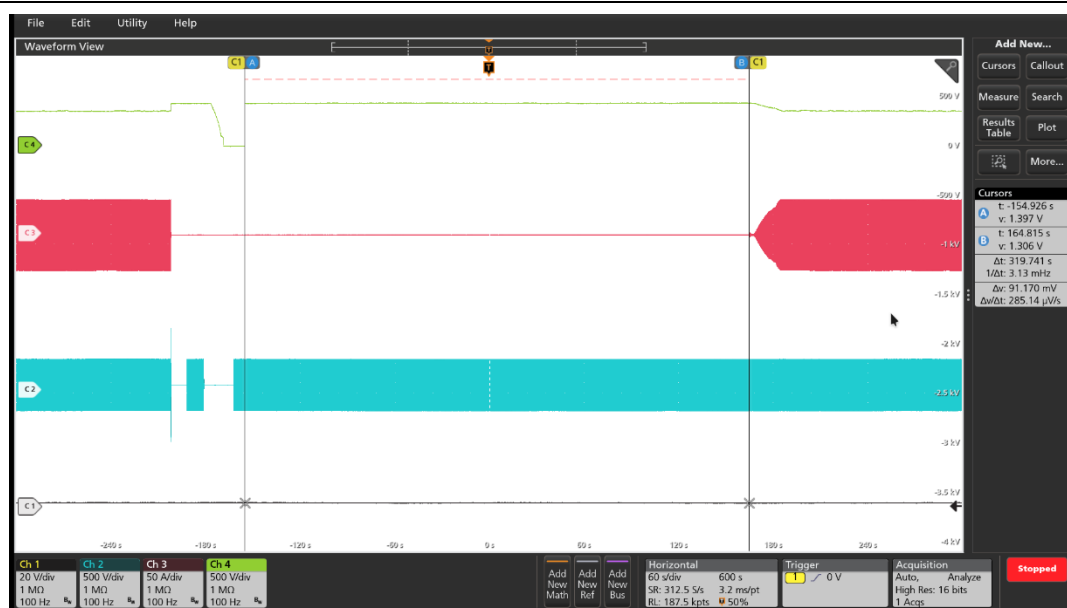 File Edit Utility Help
Waveform View
Add New...
C1 A
B C1
T
Cursors Callout
Measure Search
Results Table Plot
More...
500 V
C4
0 V
-500 V
C3
-1 kV
-1.5 kV
-2 kV
C2
-2.5 kV
-3 kV
-3.5 kV
C1
-4 kV
-240 s -180 s -120 s -60 s 0 s 60 s 120 s 180 s 240 s
Cursors
A t: -154.926 s
v: 1.397 V
B t: 164.815 s
v: 1.306 V
Δt: 319.741 s
1/Δt: 3.13 mHz
Δv: 91.170 mV
Δv/Δt: 285.14 µV/s
Ch 1
20 V/div
1 MΩ
100 Hz
Ch 2
500 V/div
1 MΩ
100 Hz
Ch 3
50 A/div
1 MΩ
100 Hz
Ch 4
500 V/div
1 MΩ
100 Hz
Add New Math
Add New Ref
Add New Bus
Horizontal
60 s/div 600 s
SR: 312.5 S/s 3.2 ms/pt
RL: 187.5 kpts 50%
Trigger
1 0 V
Acquisition
Auto, Analyze
High Res: 16 bits
1 Acqs
Stopped